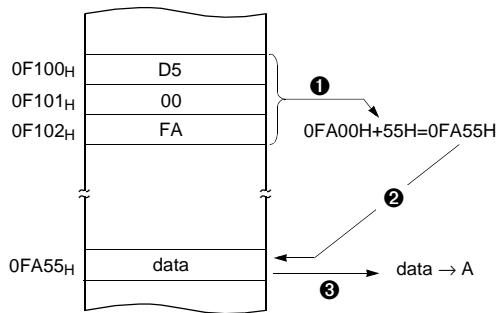 0F100H D5
0F101H 00 ❶
0F102H FA 0FA00H+55H=0FA55H
❷
0FA55H data data → A
❸